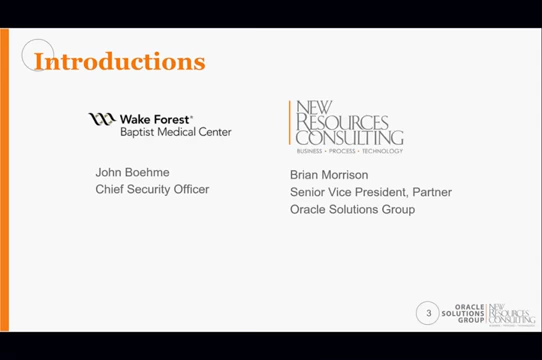 Introductions
Wake Forest®
Baptist Medical Center
John Boehme
Chief Security Officer
NEW
RESOURCES
CONSULTING
BUSINESS • PROCESS • TECHNOLOGY
Brian Morrison
Senior Vice President, Partner
Oracle Solutions Group
3
ORACLE
SOLUTIONS
GROUP
NEW
RESOURCES
CONSULTING